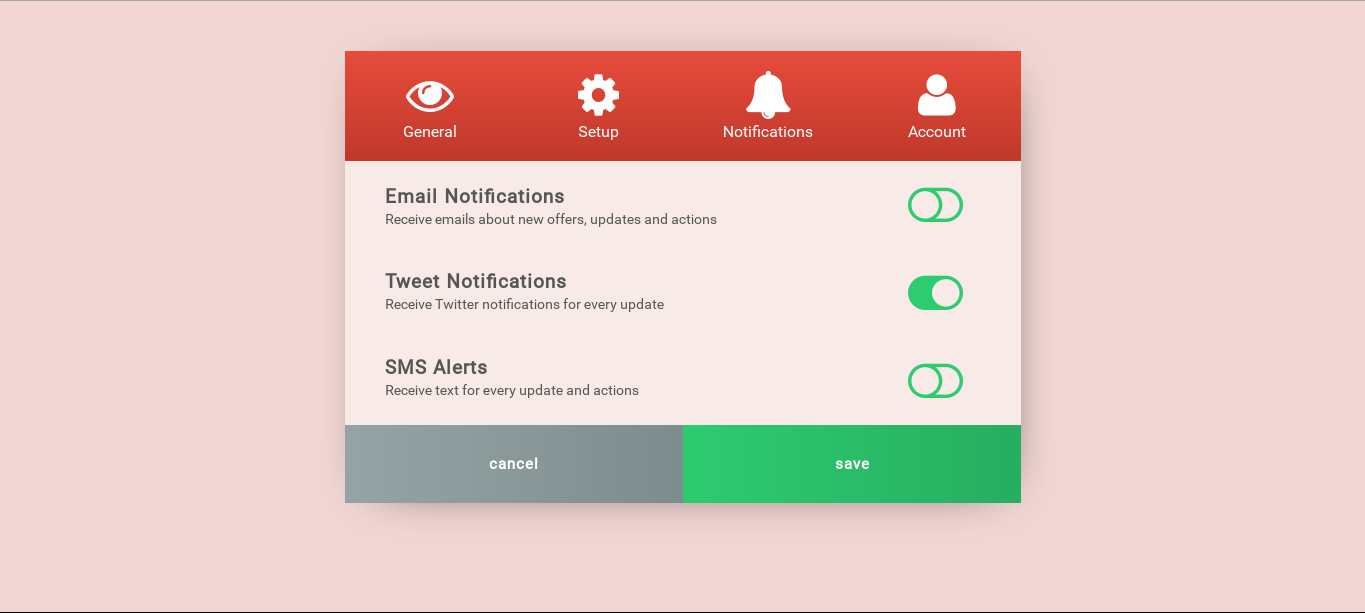 General Setup Notifications Account
Email Notifications
Receive emails about new offers, updates and actions
Tweet Notifications
Receive Twitter notifications for every update
SMS Alerts
Receive text for every update and actions
cancel save